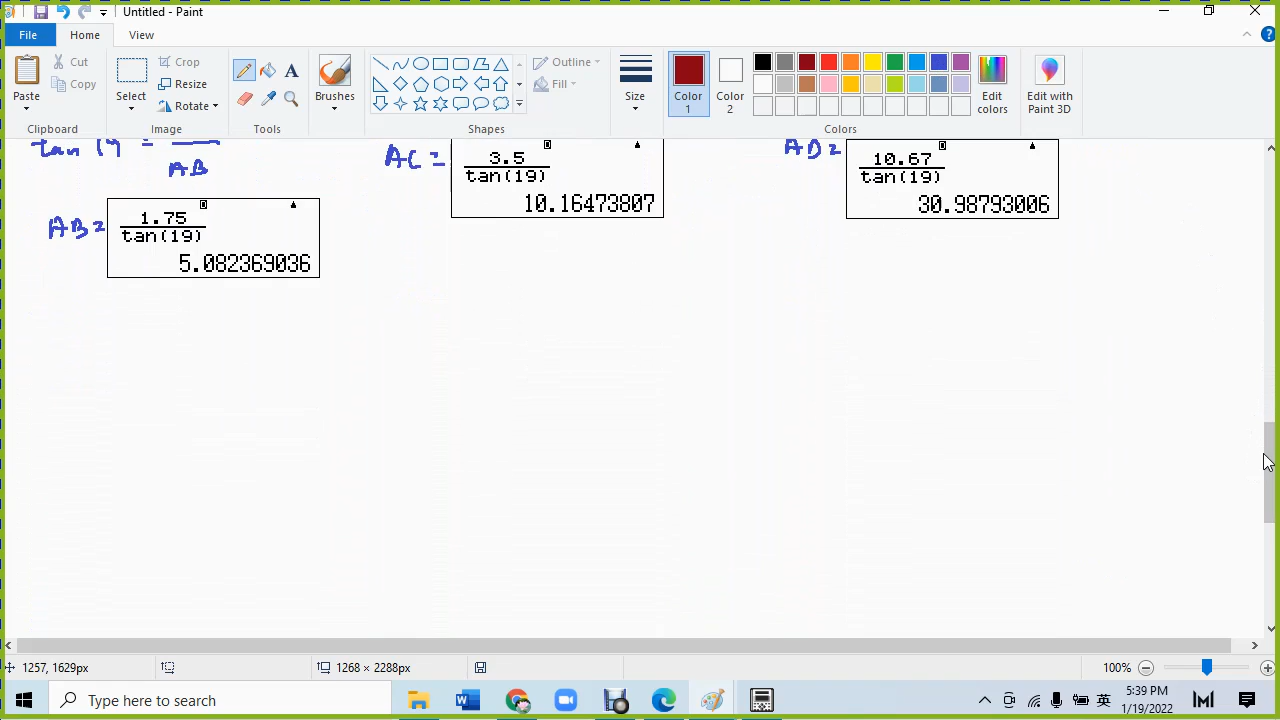 Untitled - Paint
File Home View
Paste
Cut
Copy
Clipboard
Select
Crop
Resize
Rotate
Image
Tools
Brushes
Shapes
Outline
Fill
Size
Color 1
Color 2
Colors
Edit colors
Edit with Paint 3D
tan 19 =
AB
AB =
1.75
tan(19)
5.082369036
AC =
3.5
tan(19)
10.16473807
AD =
10.67
tan(19)
30.98793006
1257, 1629px
1268 × 2288px
100%
Type here to search
英
5:39 PM
1/19/2022